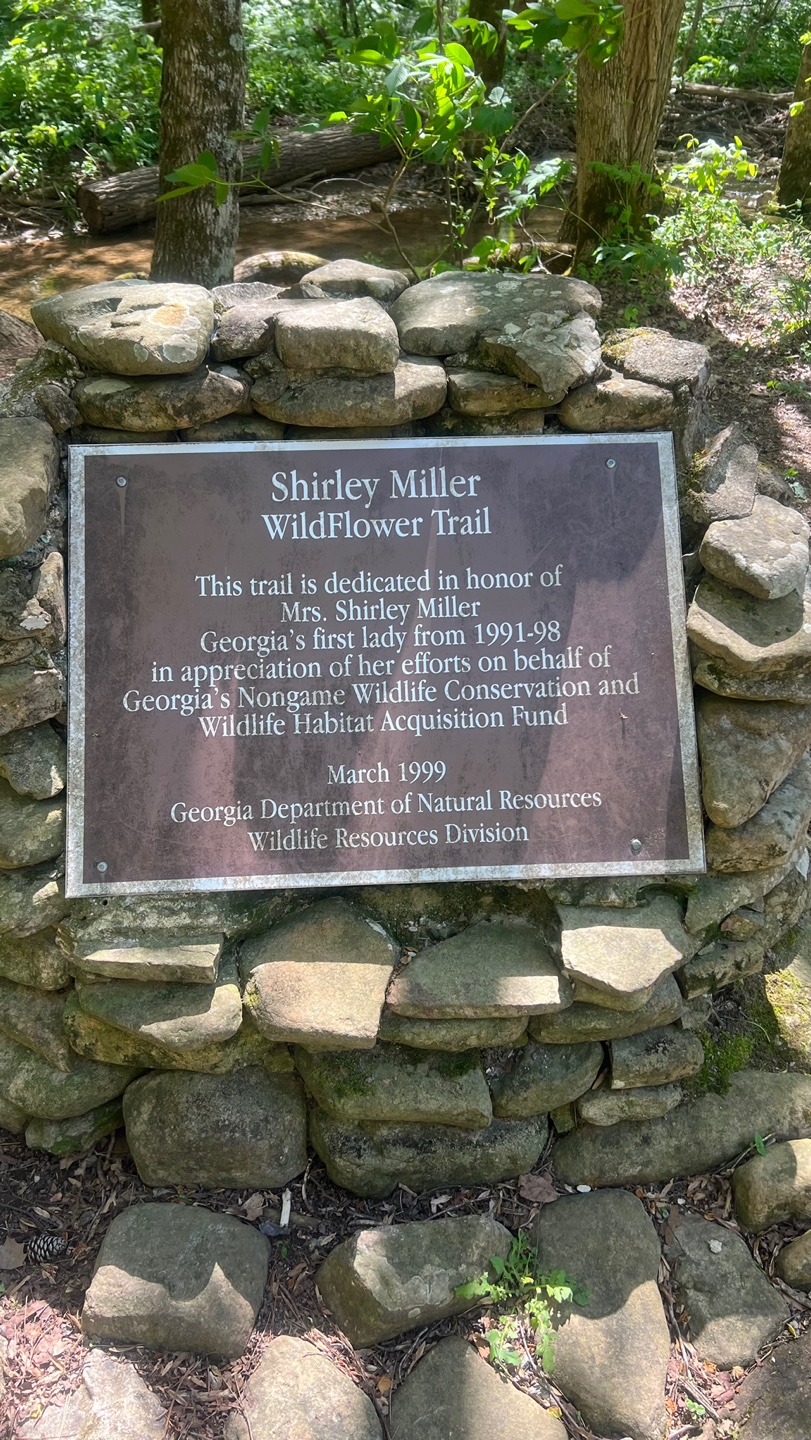 Shirley Miller
WildFlower Trail
This trail is dedicated in honor of
Mrs. Shirley Miller
Georgia's first lady from 1991-98
in appreciation of her efforts on behalf of
Georgia's Nongame Wildlife Conservation and
Wildlife Habitat Acquisition Fund
March 1999
Georgia Department of Natural Resources
Wildlife Resources Division